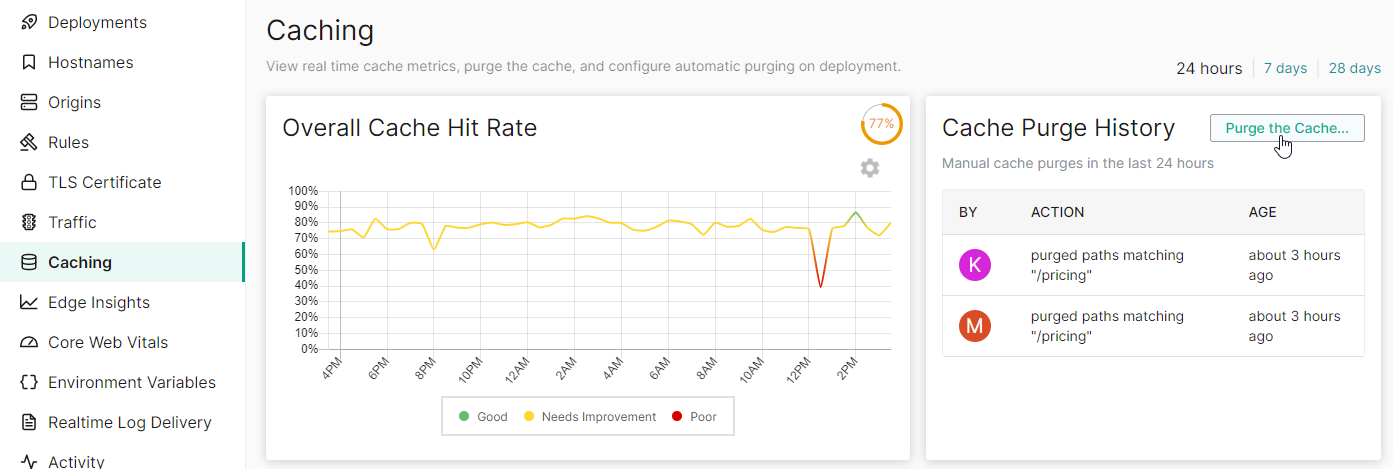 Deployments
Hostnames
Origins
Rules
TLS Certificate
Traffic
Caching
Edge Insights
Core Web Vitals
Environment Variables
Realtime Log Delivery
Activity
Caching
View real time cache metrics, purge the cache, and configure automatic purging on deployment.
24 hours 7 days 28 days
Overall Cache Hit Rate
77%
100%
90%
80%
70%
60%
50%
40%
30%
20%
10%
0%
4PM 6PM 8PM 10PM 12AM 2AM 4AM 6AM 8AM 10AM 12PM 2PM
Good Needs Improvement Poor
Cache Purge History Purge the Cache...
Manual cache purges in the last 24 hours
BY ACTION AGE
K purged paths matching about 3 hours
"/pricing" ago
M purged paths matching about 3 hours
"/pricing" ago